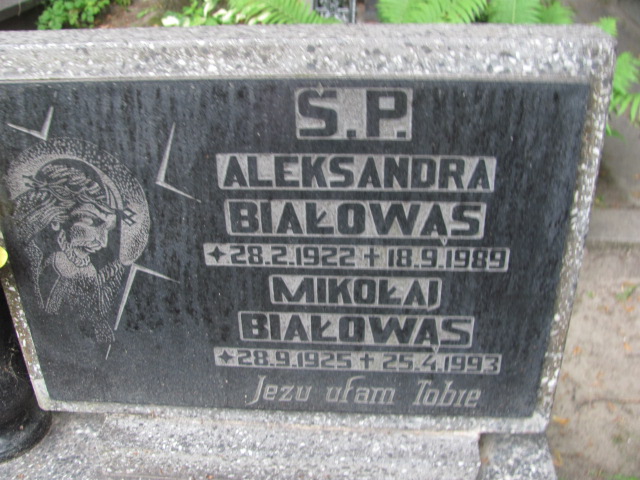 Ś.P.
ALEKSANDRA
BIAŁOWĄS
*28.2.1922 + 18.9.1989
MIKOŁAJ
BIAŁOWĄS
*28.9.1925 + 25.4.1993
Jezu ufam Tobie